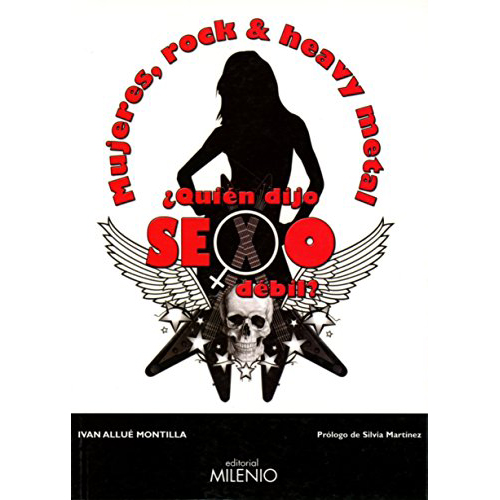 Mujeres, rock & heavy metal
¿Quién dijo
SEXO
débil?
IVAN ALLUÉ MONTILLA
Prólogo de Silvia Martínez
editorial
MILENIO